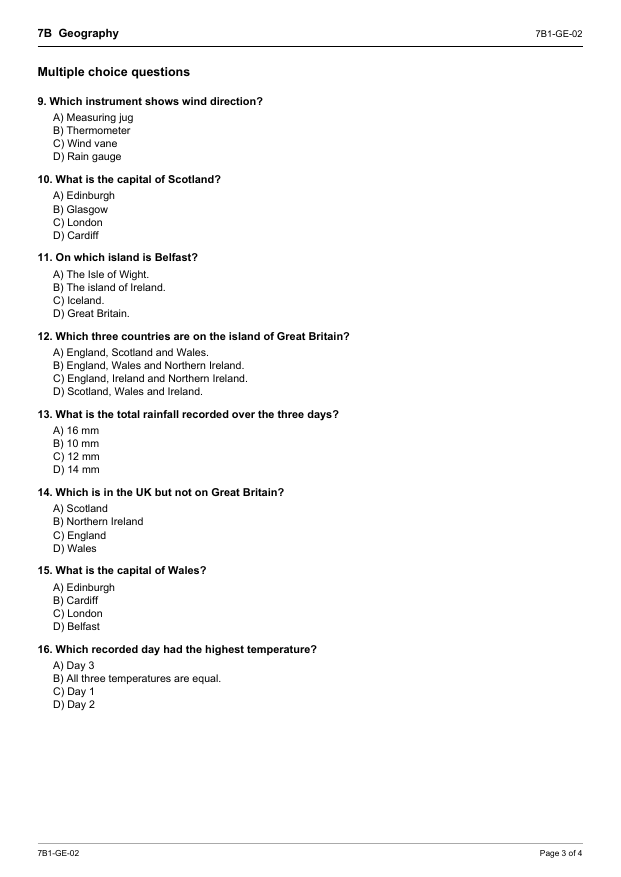 7B Geography
7B1-GE-02
Multiple choice questions
9. Which instrument shows wind direction?
A) Measuring jug
B) Thermometer
C) Wind vane
D) Rain gauge
10. What is the capital of Scotland?
A) Edinburgh
B) Glasgow
C) London
D) Cardiff
11. On which island is Belfast?
A) The Isle of Wight.
B) The island of Ireland.
C) Iceland.
D) Great Britain.
12. Which three countries are on the island of Great Britain?
A) England, Scotland and Wales.
B) England, Wales and Northern Ireland.
C) England, Ireland and Northern Ireland.
D) Scotland, Wales and Ireland.
13. What is the total rainfall recorded over the three days?
A) 16 mm
B) 10 mm
C) 12 mm
D) 14 mm
14. Which is in the UK but not on Great Britain?
A) Scotland
B) Northern Ireland
C) England
D) Wales
15. What is the capital of Wales?
A) Edinburgh
B) Cardiff
C) London
D) Belfast
16. Which recorded day had the highest temperature?
A) Day 3
B) All three temperatures are equal.
C) Day 1
D) Day 2
7B1-GE-02
Page 3 of 4